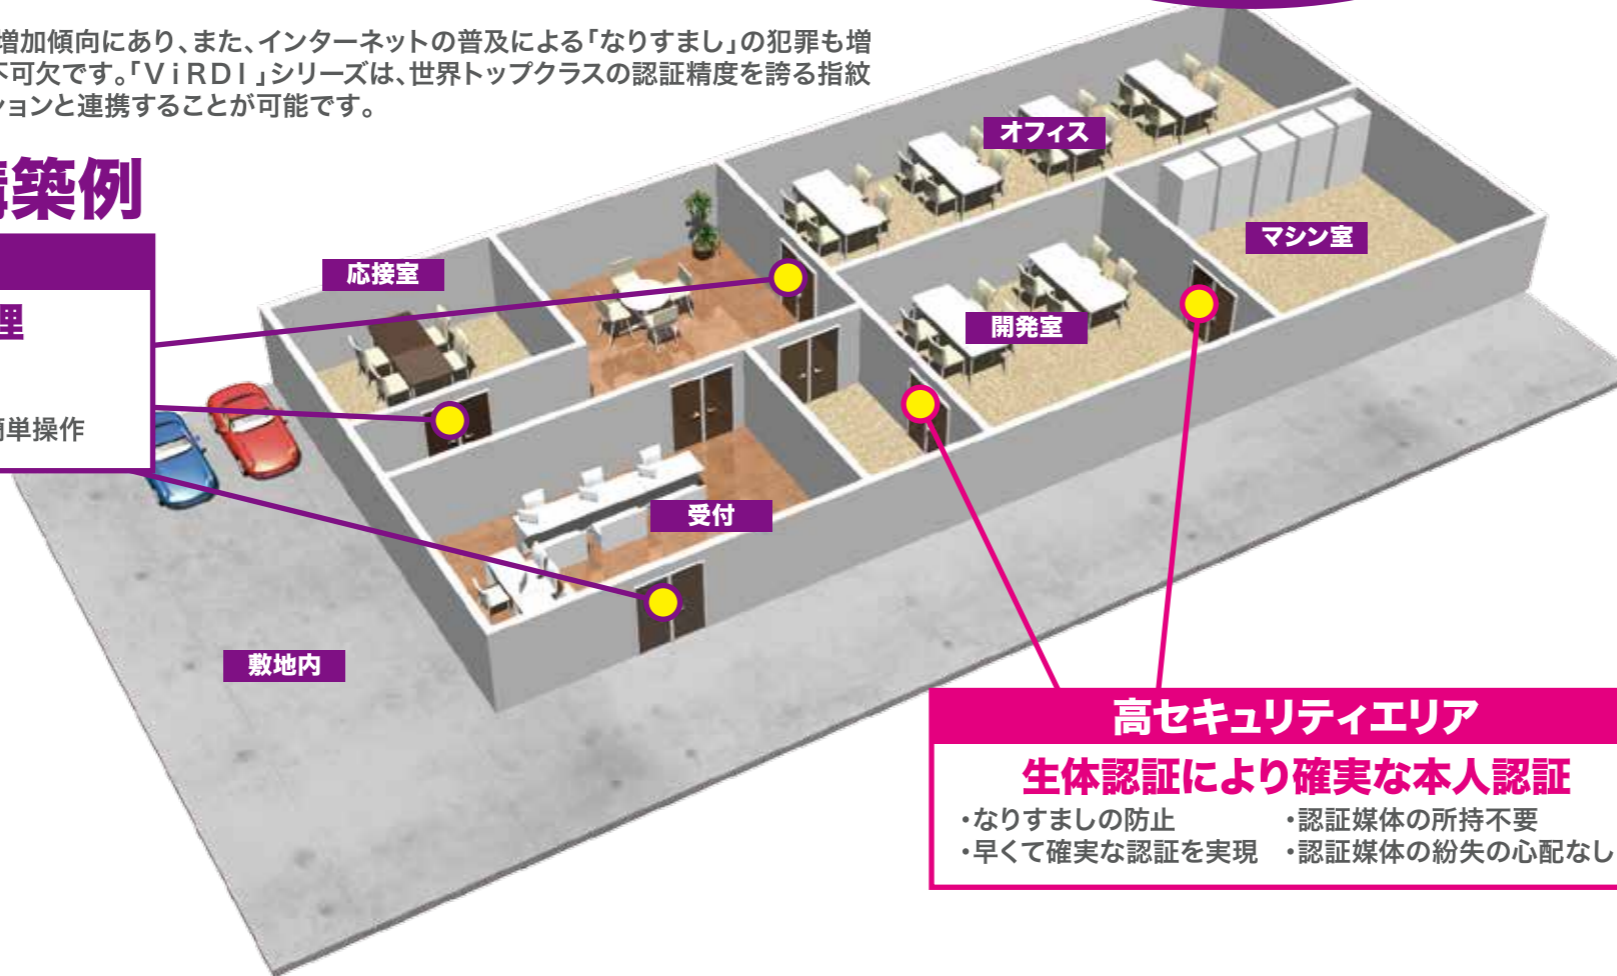 増加傾向にあり、また、インターネットの普及による「なりすまし」の犯罪も増
不可欠です。「ViRDI」シリーズは、世界トップクラスの認証精度を誇る指紋
ションと連携することが可能です。
構築例
理
簡単操作
応接室
オフィス
マシン室
開発室
受付
敷地内
高セキュリティエリア
生体認証により確実な本人認証
・なりすましの防止 ・認証媒体の所持不要
・早くて確実な認証を実現 ・認証媒体の紛失の心配なし